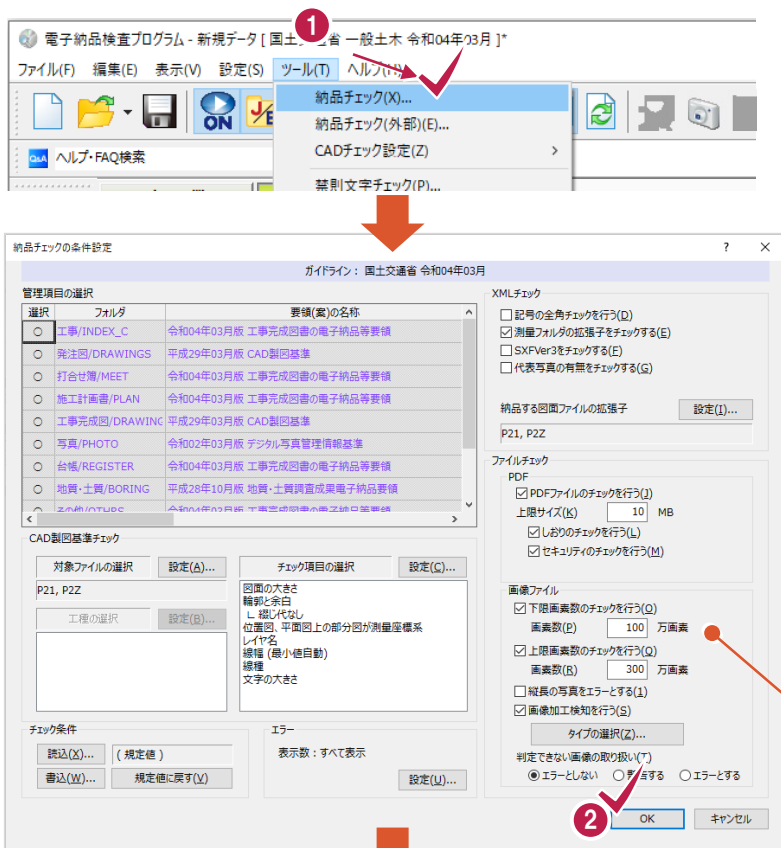 1
電子納品検査プログラム - 新規データ [ 国土交通省 一般土木 令和04年03月 ]*
ファイル(F) 編集(E) 表示(V) 設定(S) ツール(T) ヘルプ(H)
納品チェック(X)...
納品チェック(外部)(E)...
CADチェック設定(Z)
禁則文字チェック(P)...
ON
Q&A ヘルプ・FAQ検索
納品チェックの条件設定
ガイドライン： 国土交通省 令和04年03月
管理項目の選択
選択 フォルダ 要領(案)の名称
○ 工事/INDEX_C 令和04年03月版 工事完成図書の電子納品等要領
○ 発注図/DRAWINGS 平成29年03月版 CAD製図基準
○ 打合せ簿/MEET 令和04年03月版 工事完成図書の電子納品等要領
○ 施工計画書/PLAN 令和04年03月版 工事完成図書の電子納品等要領
○ 工事完成図/DRAWING 平成29年03月版 CAD製図基準
○ 写真/PHOTO 令和02年03月版 デジタル写真管理情報基準
○ 台帳/REGISTER 令和04年03月版 工事完成図書の電子納品等要領
○ 地質・土質/BORING 平成28年10月版 地質・土質調査成果電子納品要領
○ その他/OTHRS 令和04年03月版 工事完成図書の電子納品等要領
CAD製図基準チェック
対象ファイルの選択 設定(A)...
P21, P2Z
工種の選択 設定(B)...
チェック項目の選択 設定(C)...
図面の大きさ
輪郭と余白
∟ 綴じ代なし
位置図、平面図上の部分図が測量座標系
レイヤ名
線幅 (最小値自動)
線種
文字の大きさ
チェック条件
読込(X)... ( 規定値 )
書込(W)... 規定値に戻す(V)
エラー
表示数：すべて表示
設定(U)...
XMLチェック
記号の全角チェックを行う(D)
測量フォルダの拡張子をチェックする(E)
SXFVer3をチェックする(F)
代表写真の有無をチェックする(G)
納品する図面ファイルの拡張子 設定(I)...
P21, P2Z
ファイルチェック
PDF
PDFファイルのチェックを行う(J)
上限サイズ(K) 10 MB
しおりのチェックを行う(L)
セキュリティのチェックを行う(M)
画像ファイル
下限画素数のチェックを行う(O)
画素数(P) 100 万画素
上限画素数のチェックを行う(Q)
画素数(R) 300 万画素
縦長の写真をエラーとする(1)
画像加工検知を行う(S)
タイプの選択(Z)...
判定できない画像の取り扱い(T)
エラーとしない する エラーとする
2
OK キャンセル